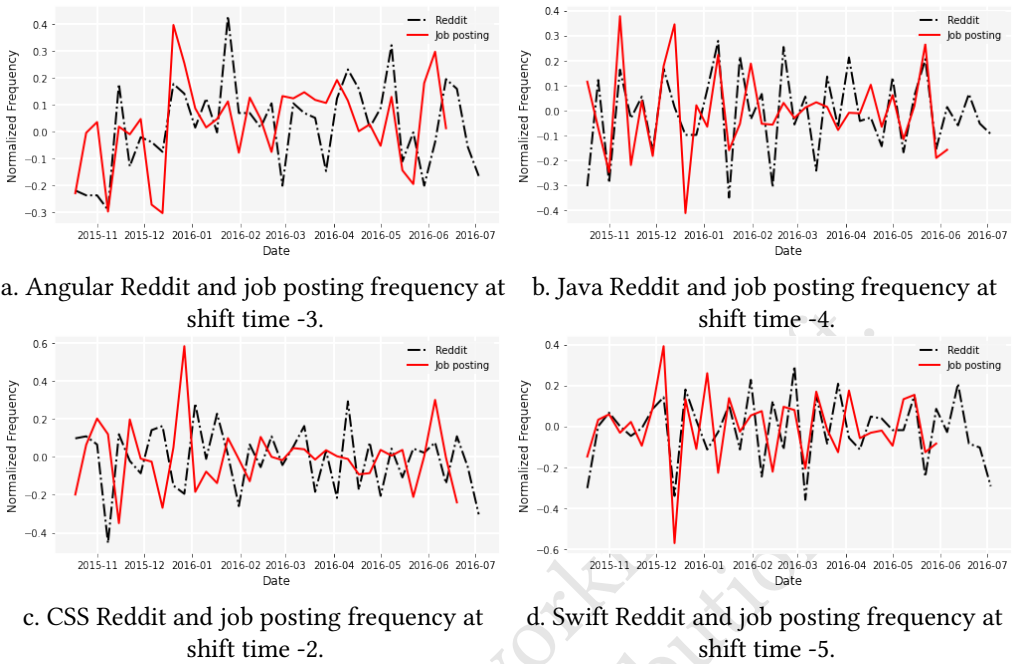 Normalized Frequency
0.4
0.3
0.2
0.1
0.0
−0.1
−0.2
−0.3
Reddit
Job posting
2015-11 2015-12 2016-01 2016-02 2016-03 2016-04 2016-05 2016-06 2016-07
Date
a. Angular Reddit and job posting frequency at
shift time -3.
Normalized Frequency
0.4
0.3
0.2
0.1
0.0
−0.1
−0.2
−0.3
−0.4
Reddit
Job posting
2015-11 2015-12 2016-01 2016-02 2016-03 2016-04 2016-05 2016-06 2016-07
Date
b. Java Reddit and job posting frequency at
shift time -4.
Normalized Frequency
0.6
0.4
0.2
0.0
−0.2
−0.4
Reddit
Job posting
2015-11 2015-12 2016-01 2016-02 2016-03 2016-04 2016-05 2016-06 2016-07
Date
c. CSS Reddit and job posting frequency at
shift time -2.
Normalized Frequency
0.4
0.2
0.0
−0.2
−0.4
−0.6
Reddit
Job posting
2015-11 2015-12 2016-01 2016-02 2016-03 2016-04 2016-05 2016-06 2016-07
Date
d. Swift Reddit and job posting frequency at
shift time -5.